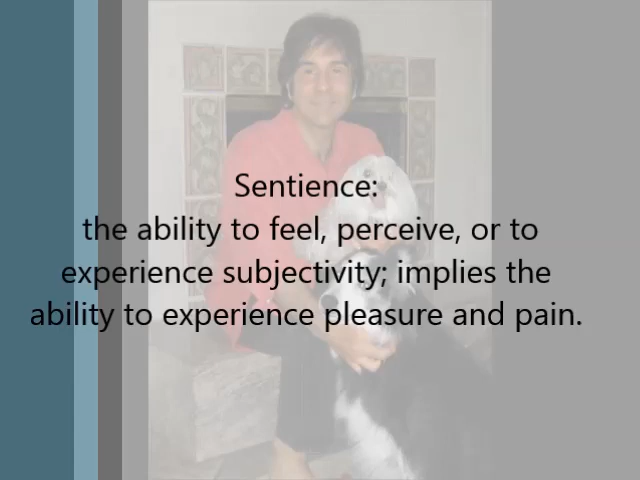 Sentience:
the ability to feel, perceive, or to
experience subjectivity; implies the
ability to experience pleasure and pain.